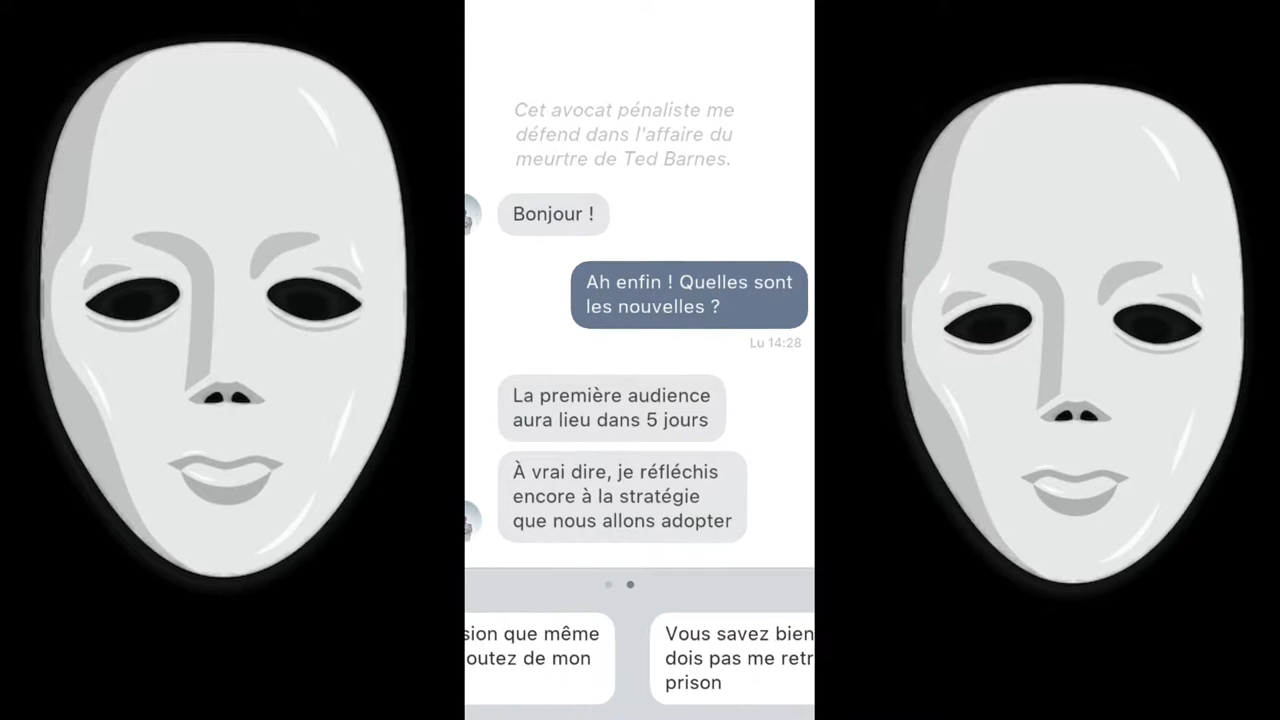 Cet avocat pénaliste me
défend dans l'affaire du
meurtre de Ted Barnes.
Bonjour !
Ah enfin ! Quelles sont
les nouvelles ?
Lu 14:28
La première audience
aura lieu dans 5 jours
À vrai dire, je réfléchis
encore à la stratégie
que nous allons adopter
sion que même
outez de mon
Vous savez bien
dois pas me retr
prison